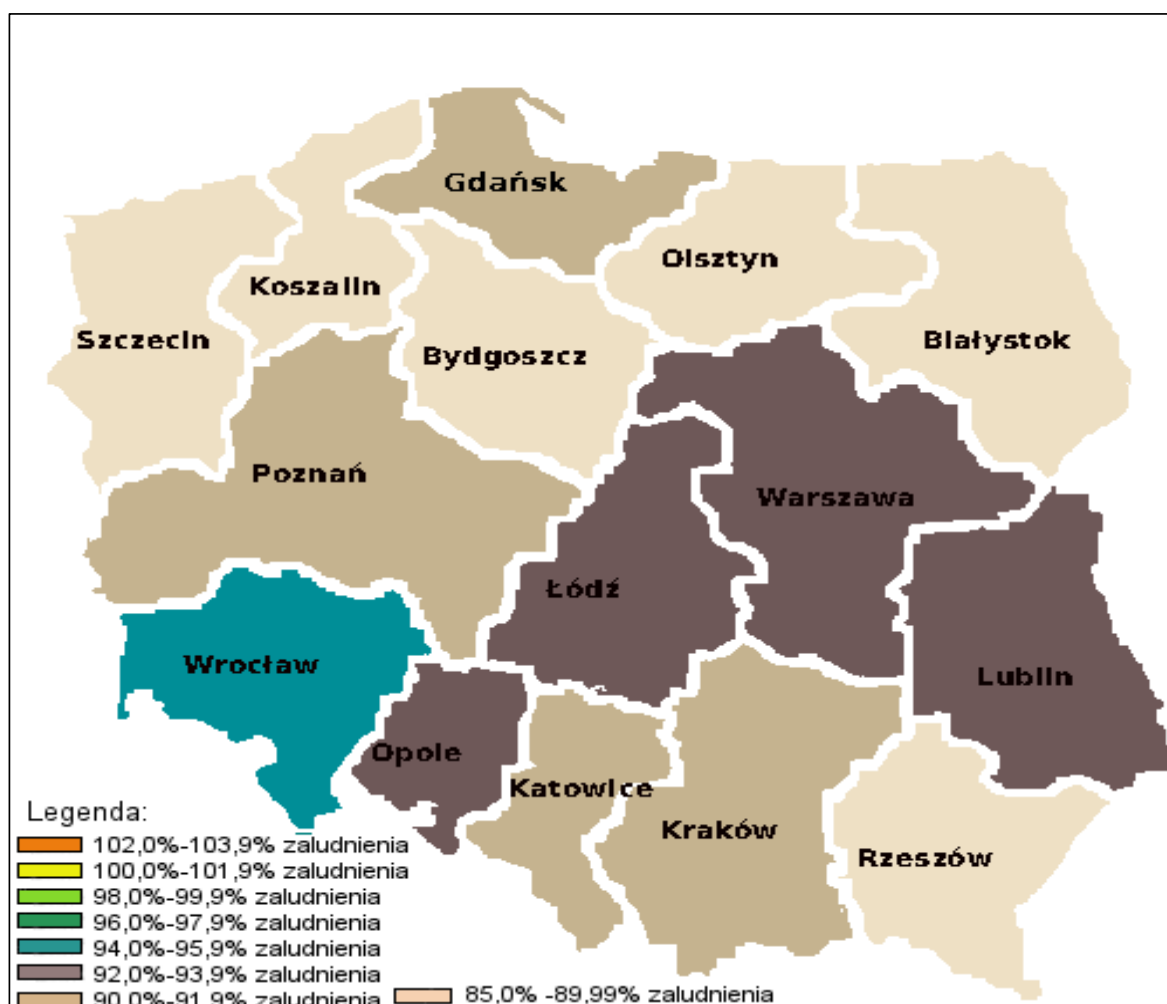 Gdańsk
Olsztyn
Koszalin
Szczecin
Bydgoszcz
Białystok
Poznań
Warszawa
Łódź
Wrocław
Lublin
Opole
Katowice
Kraków
Rzeszów
Legenda:
102,0%-103,9% zaludnienia
100,0%-101,9% zaludnienia
98,0%-99,9% zaludnienia
96,0%-97,9% zaludnienia
94,0%-95,9% zaludnienia
92,0%-93,9% zaludnienia
90,0%-91,9% zaludnienia
85,0% -89,99% zaludnienia